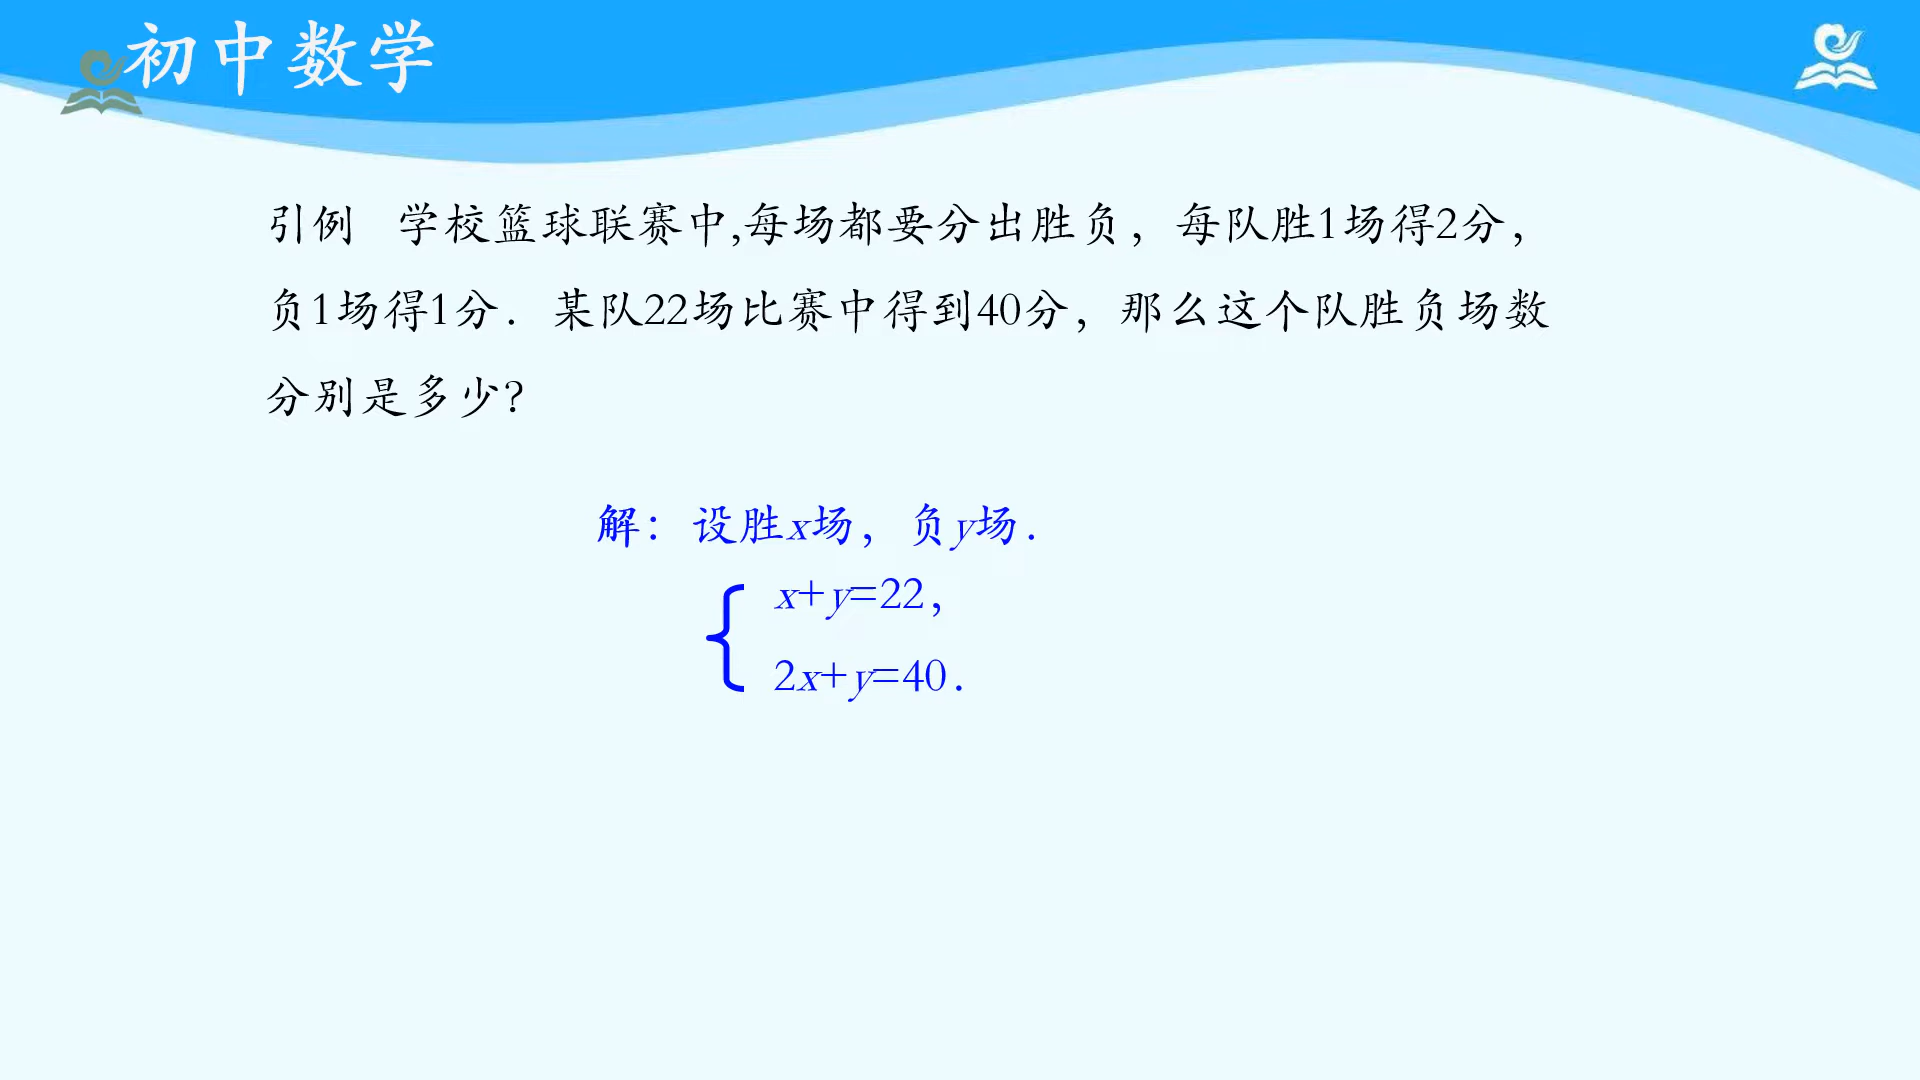 初中数学
引例 学校篮球联赛中,每场都要分出胜负，每队胜1场得2分，
负1场得1分．某队22场比赛中得到40分，那么这个队胜负场数
分别是多少？
解：设胜x场，负y场．
x+y=22，
2x+y=40．